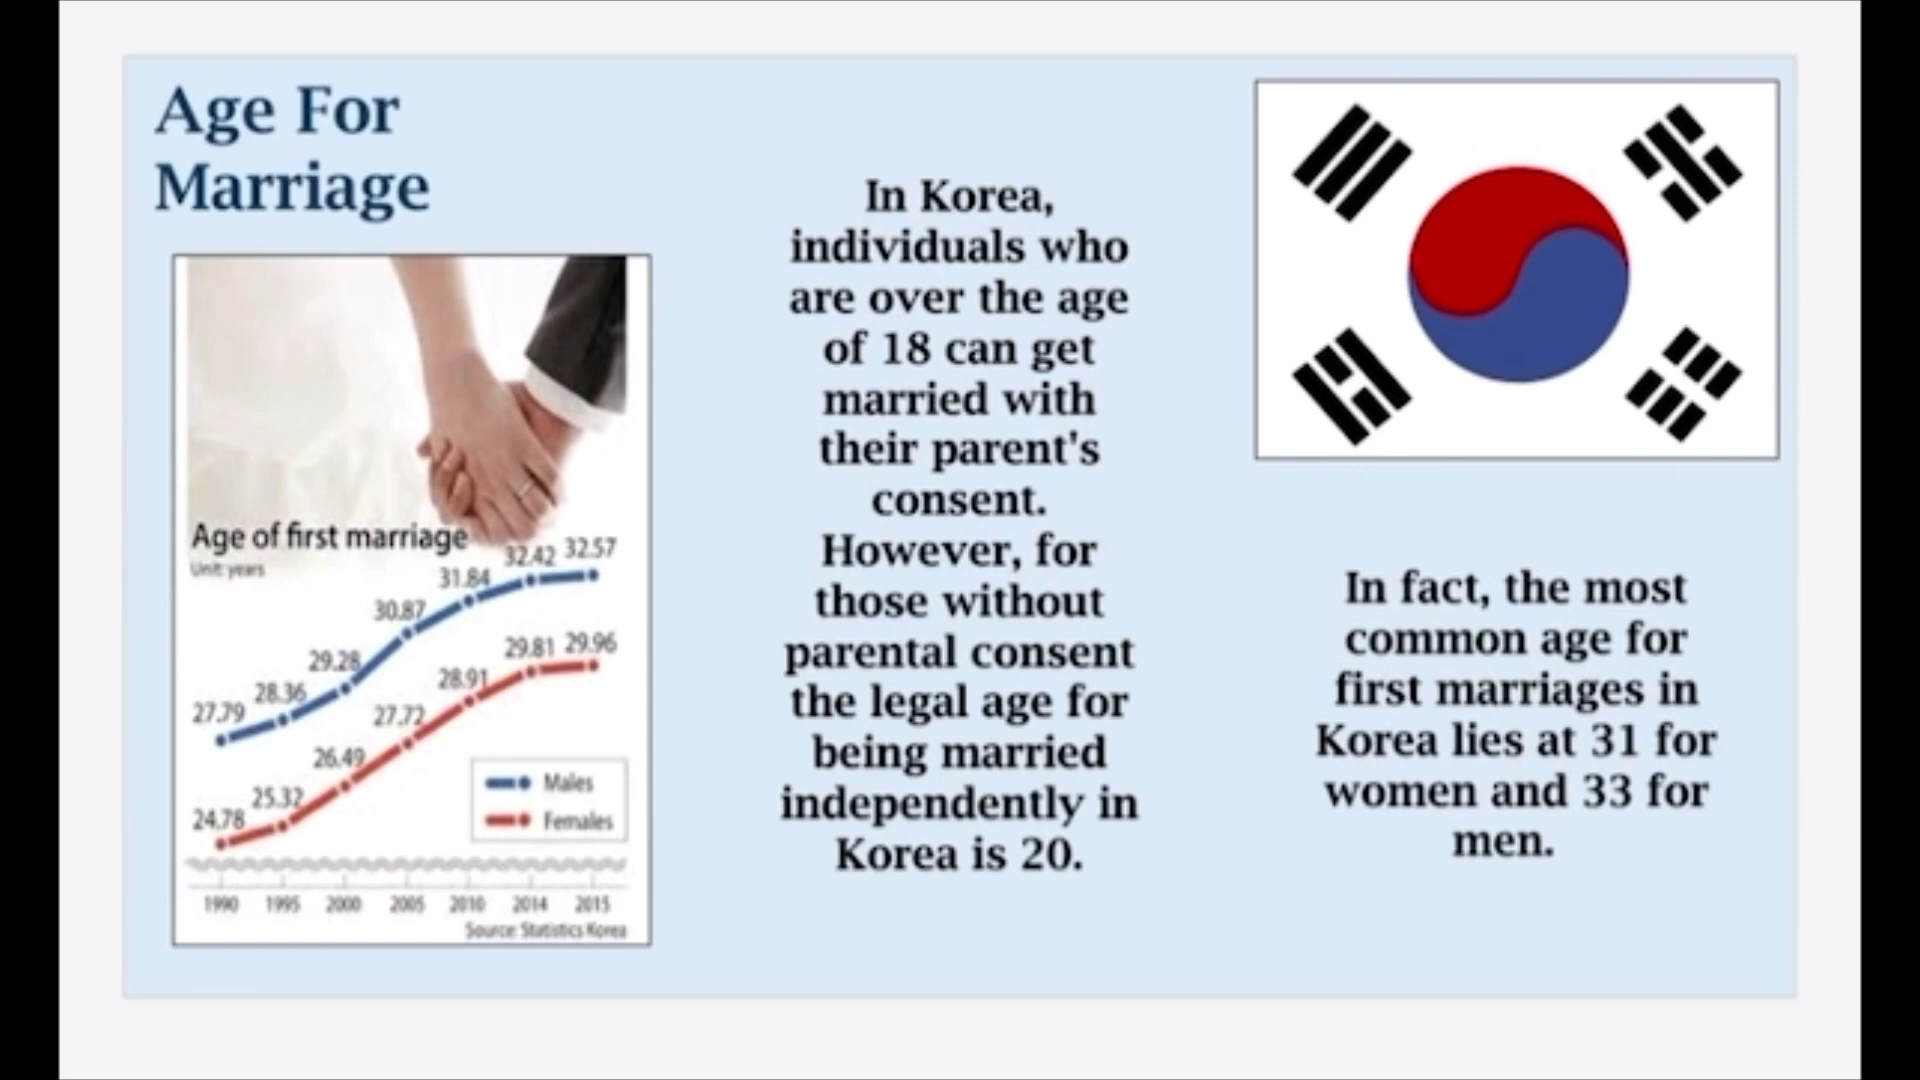 Age For
Marriage
Age of first marriage
Unit: years
32.42 32.57
31.84
30.87
29.28
28.36
27.79
29.81 29.96
28.91
27.72
26.49
25.32
24.78
Males
Females
1990 1995 2000 2005 2010 2014 2015
Source: Statistics Korea
In Korea,
individuals who
are over the age
of 18 can get
married with
their parent's
consent.
However, for
those without
parental consent
the legal age for
being married
independently in
Korea is 20.
In fact, the most
common age for
first marriages in
Korea lies at 31 for
women and 33 for
men.